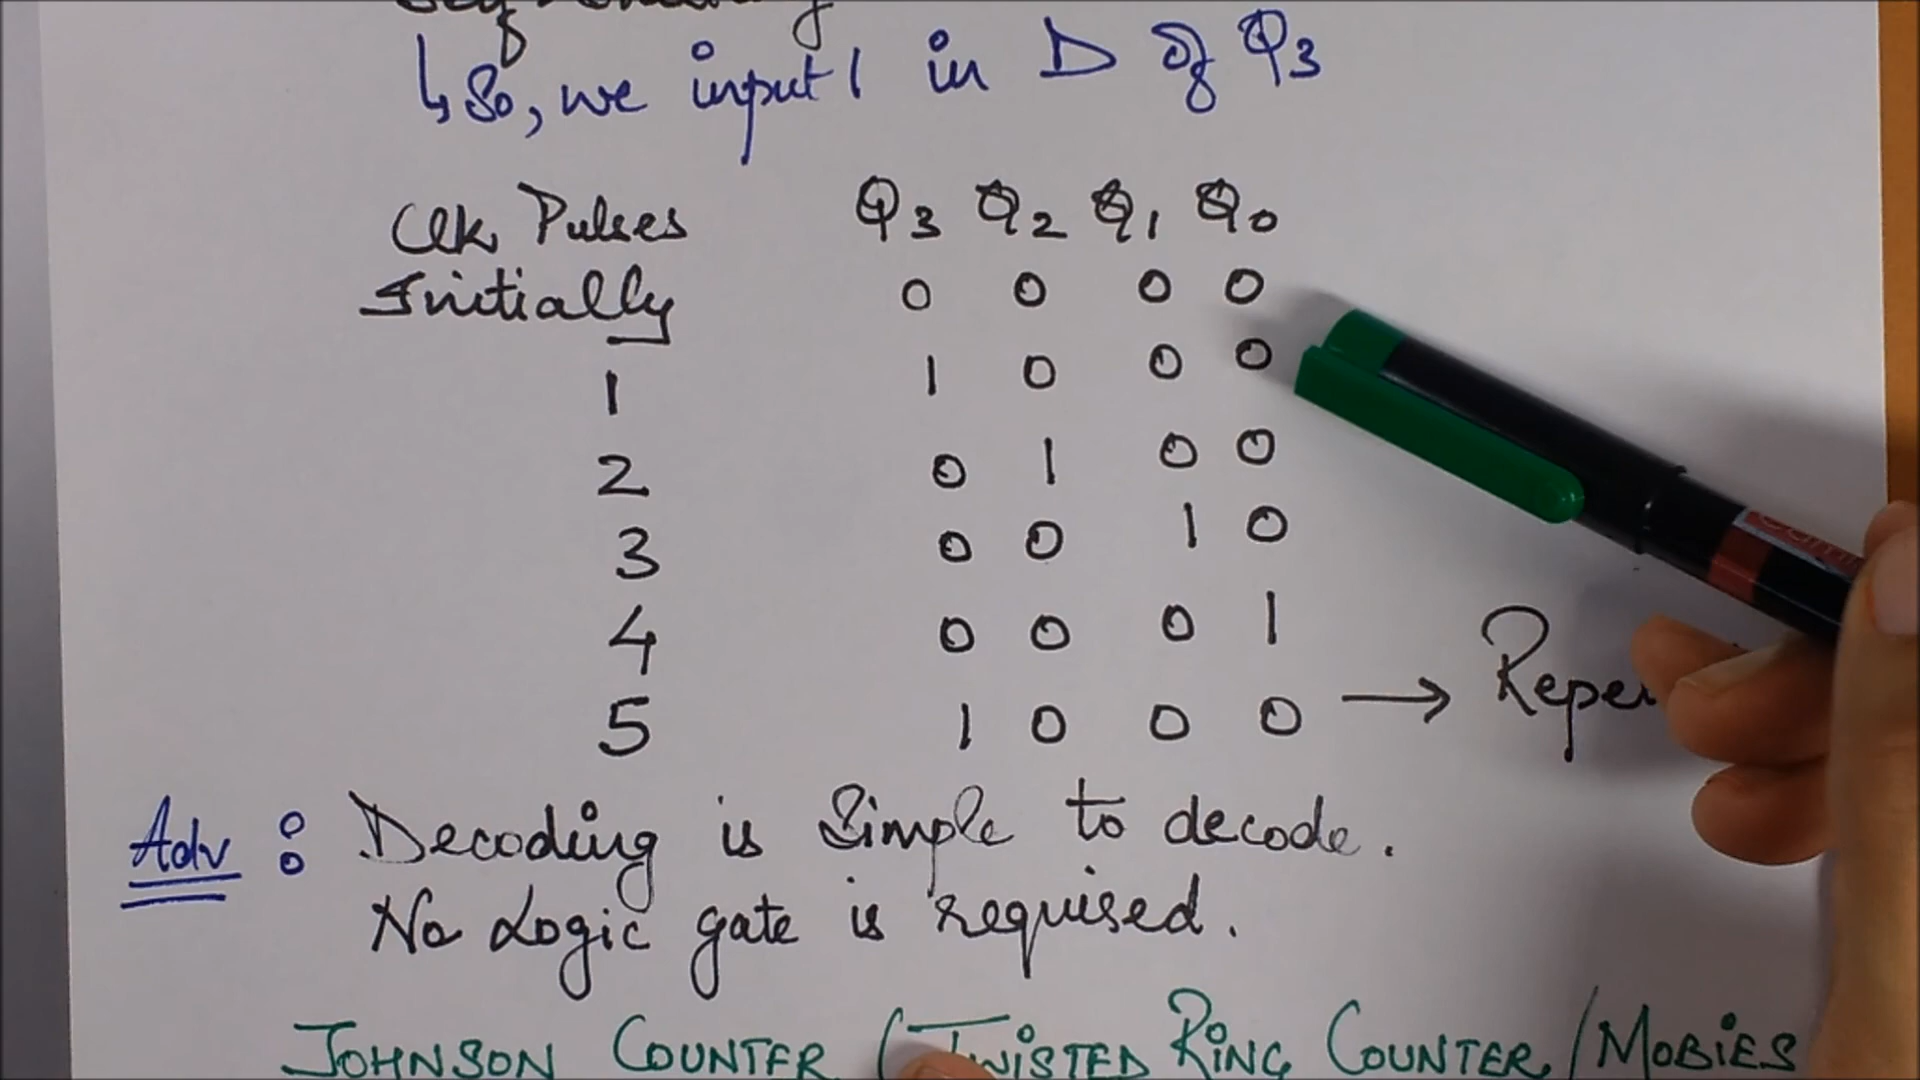 ↳ So, we input 1 in D of Q3
Clk Pulses Q3 Q2 Q1 Q0
Initially 0 0 0 0
1 1 0 0 0
2 0 1 0 0
3 0 0 1 0
4 0 0 0 1
5 1 0 0 0 → Repe
Adv : Decoding is Simple to decode.
No Logic gate is required.
JOHNSON COUNTER / TWISTED RING COUNTER / MOBIES